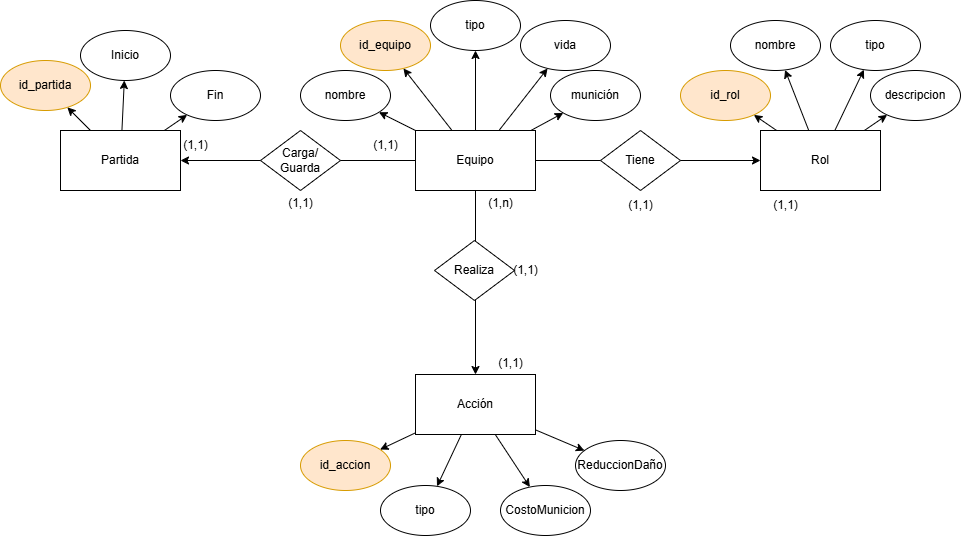 tipo
Inicio
id_equipo
vida
nombre
tipo
id_partida
Fin
nombre
munición
id_rol
descripcion
Partida
(1,1)
Carga/
Guarda
(1,1)
Equipo
Tiene
Rol
(1,1)
(1,n)
(1,1)
(1,1)
Realiza
(1,1)
(1,1)
Acción
id_accion
ReduccionDaño
tipo
CostoMunicion